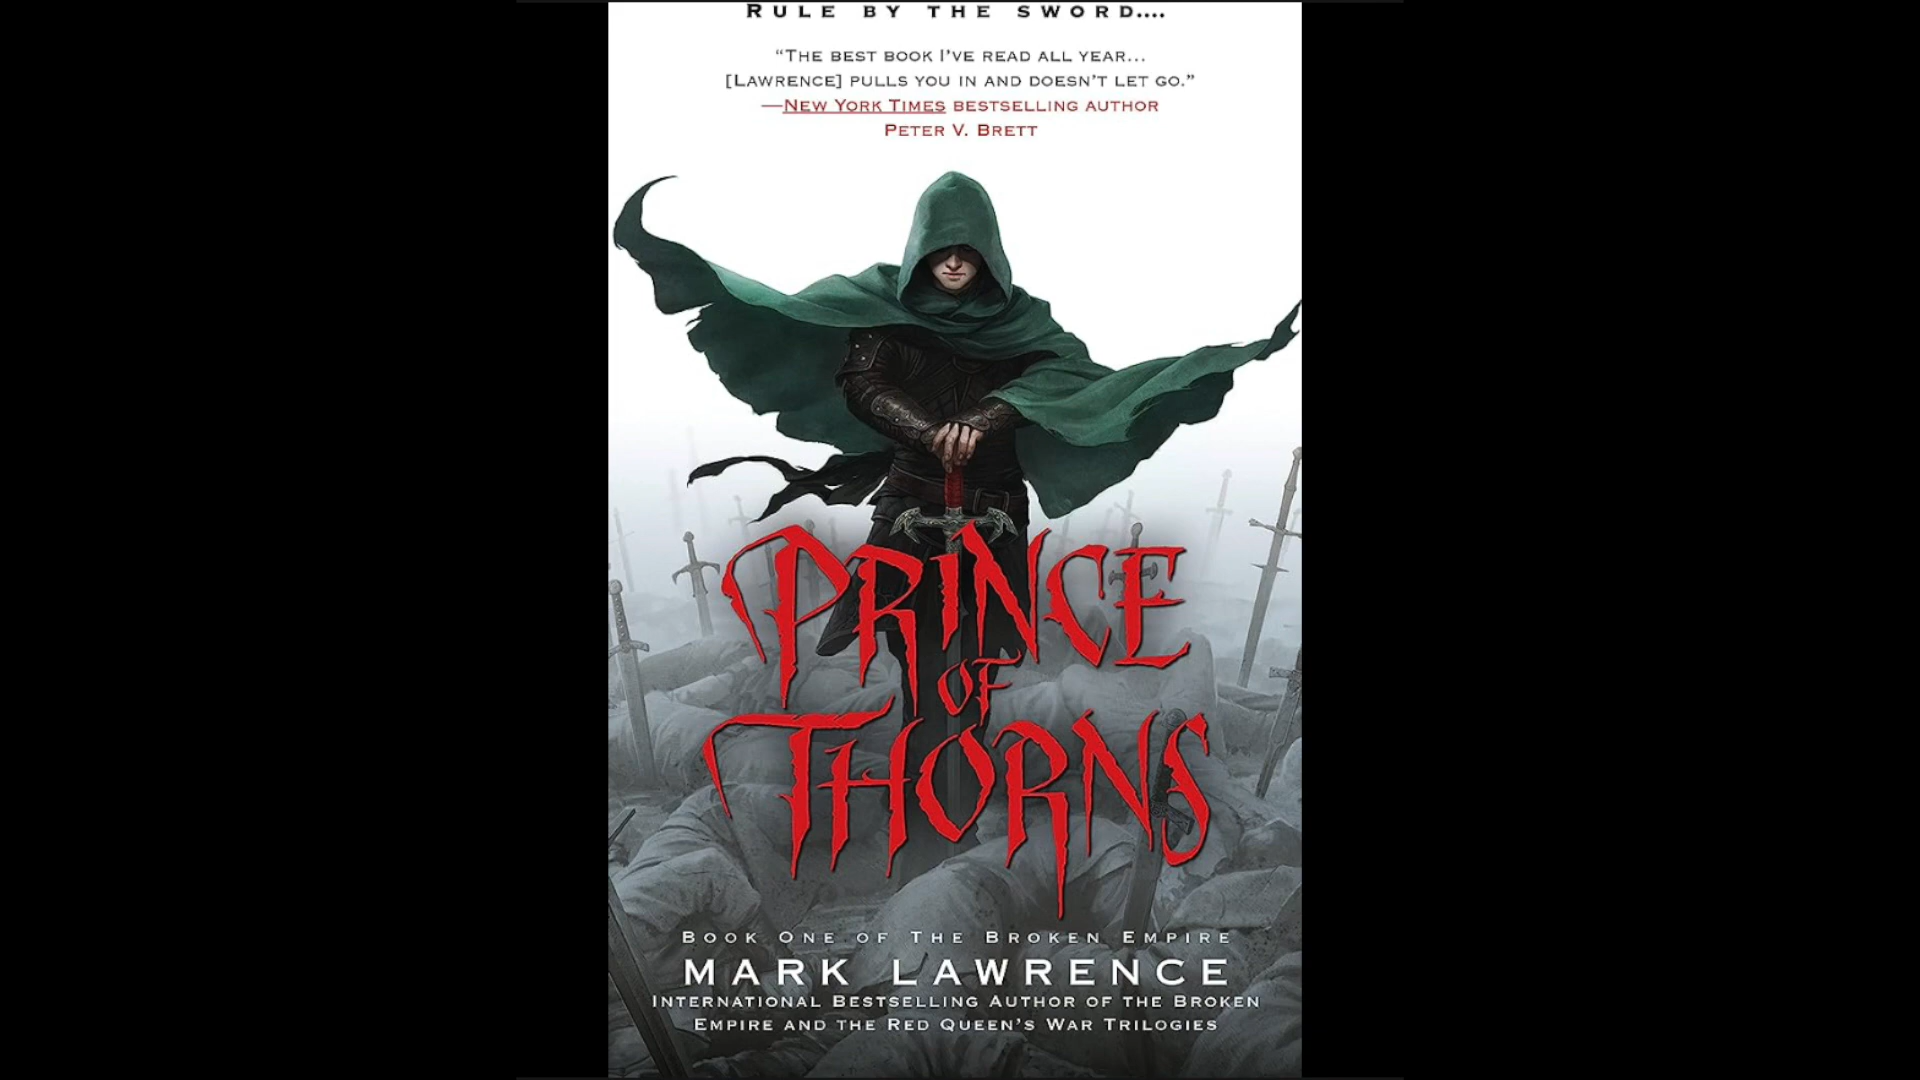 RULE BY THE SWORD....
“THE BEST BOOK I’VE READ ALL YEAR...
[LAWRENCE] PULLS YOU IN AND DOESN’T LET GO.”
—NEW YORK TIMES BESTSELLING AUTHOR
PETER V. BRETT
PRINCE
OF
THORNS
BOOK ONE OF THE BROKEN EMPIRE
MARK LAWRENCE
INTERNATIONAL BESTSELLING AUTHOR OF THE BROKEN
EMPIRE AND THE RED QUEEN’S WAR TRILOGIES